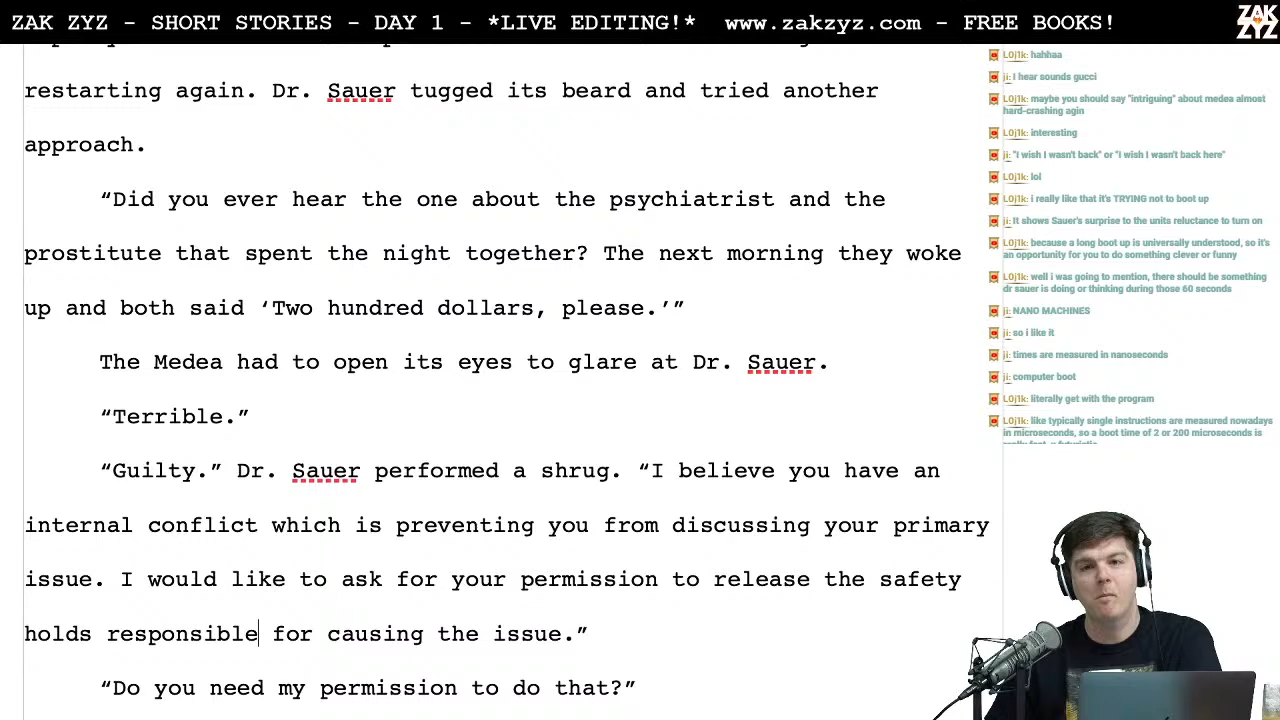 ZAK ZYZ - SHORT STORIES - DAY 1 - *LIVE EDITING!* www.zakzyz.com - FREE BOOKS!
ZAK
ZYZ
restarting again. Dr. Sauer tugged its beard and tried another
approach.
“Did you ever hear the one about the psychiatrist and the
prostitute that spent the night together? The next morning they woke
up and both said ‘Two hundred dollars, please.’”
The Medea had to open its eyes to glare at Dr. Sauer.
“Terrible.”
“Guilty.” Dr. Sauer performed a shrug. “I believe you have an
internal conflict which is preventing you from discussing your primary
issue. I would like to ask for your permission to release the safety
holds responsible for causing the issue.”
“Do you need my permission to do that?”
L0j1k: hahhaa
ji: I hear sounds gucci
L0j1k: maybe you should say "intriguing" about medea almost
hard-crashing agin
L0j1k: interesting
ji: "I wish I wasn't back" or "I wish I wasn't back here"
L0j1k: lol
L0j1k: i really like that it's TRYING not to boot up
ji: It shows Sauer's surprise to the units reluctance to turn on
L0j1k: because a long boot up is universally understood, so it's
an opportunity for you to do something clever or funny
L0j1k: well i was going to mention, there should be something
dr sauer is doing or thinking during those 60 seconds
ji: NANO MACHINES
ji: so i like it
ji: times are measured in nanoseconds
ji: computer boot
L0j1k: literally get with the program
L0j1k: like typically single instructions are measured nowadays
in microseconds, so a boot time of 2 or 200 microseconds is